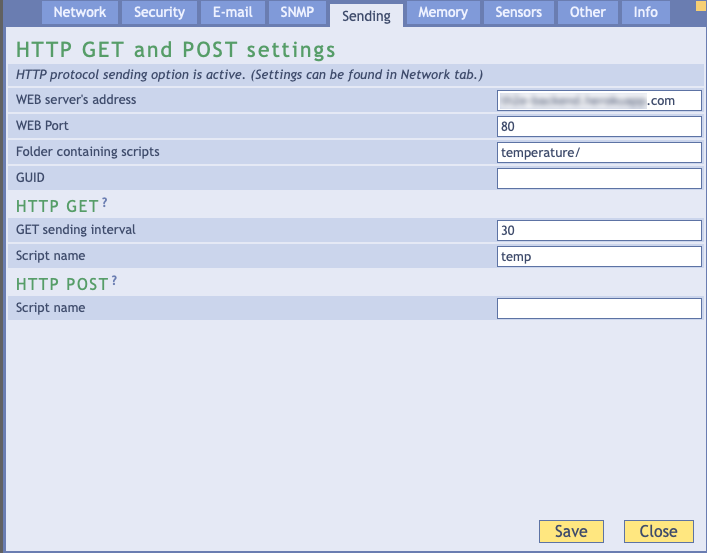 Network Security E-mail SNMP Sending Memory Sensors Other Info
HTTP GET and POST settings
HTTP protocol sending option is active. (Settings can be found in Network tab.)
WEB server's address .com
WEB Port 80
Folder containing scripts temperature/
GUID
HTTP GET ?
GET sending interval 30
Script name temp
HTTP POST ?
Script name
Save Close